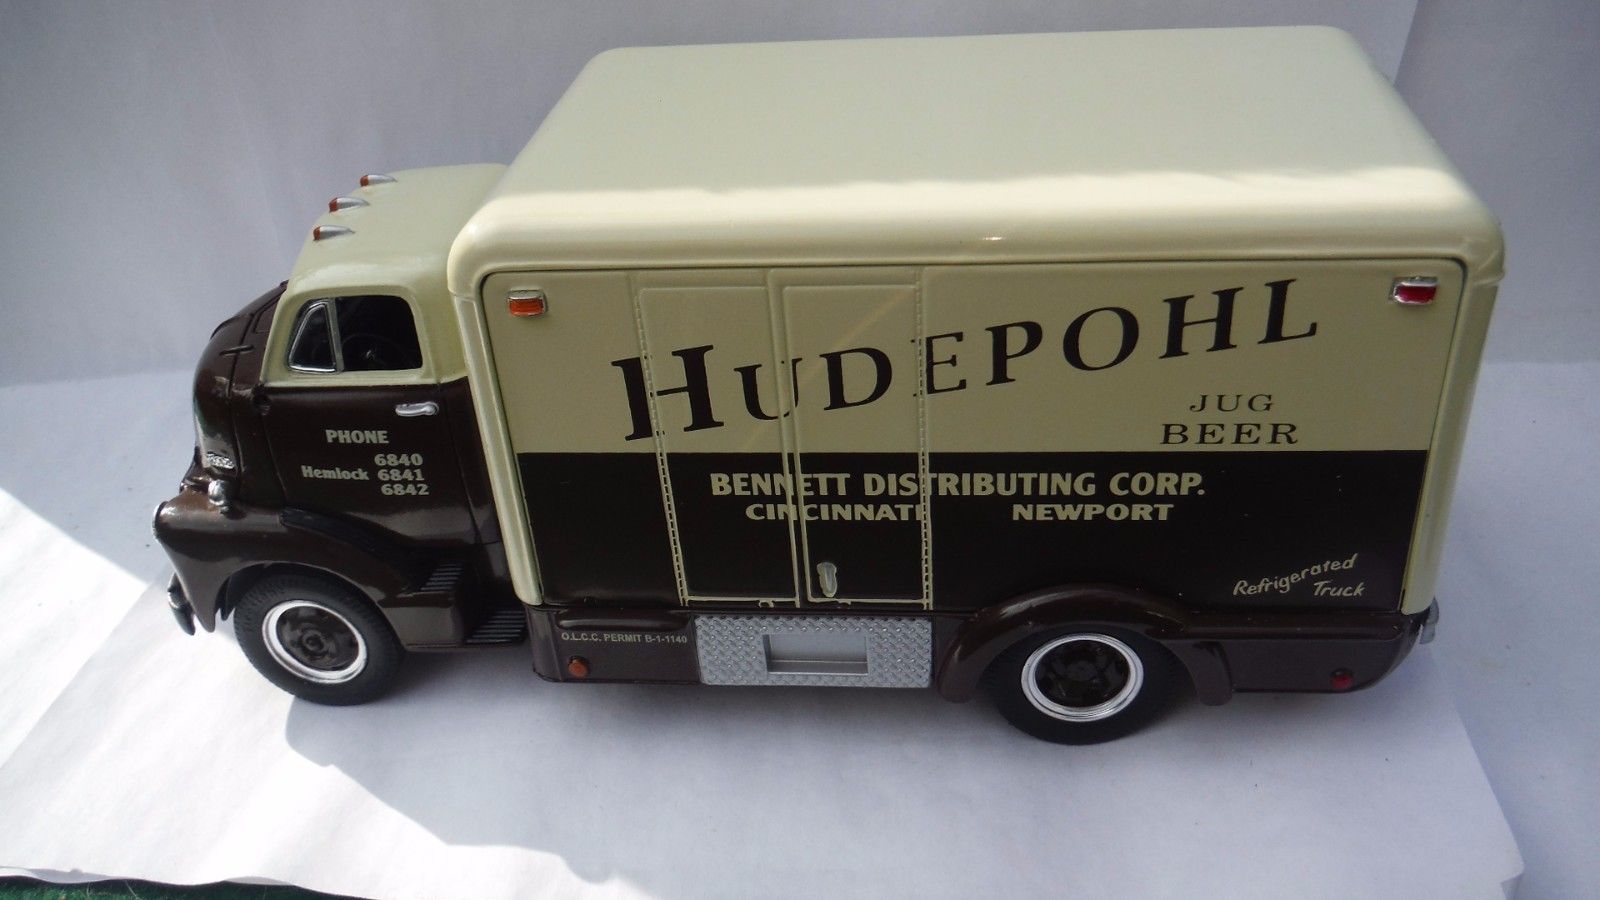 HUDEPOHL
JUG
BEER
BENNETT DISTRIBUTING CORP.
CINCINNATI NEWPORT
Refrigerated
Truck
PHONE
6840
Hemlock 6841
6842
O.L.C.C. PERMIT B-1-1140